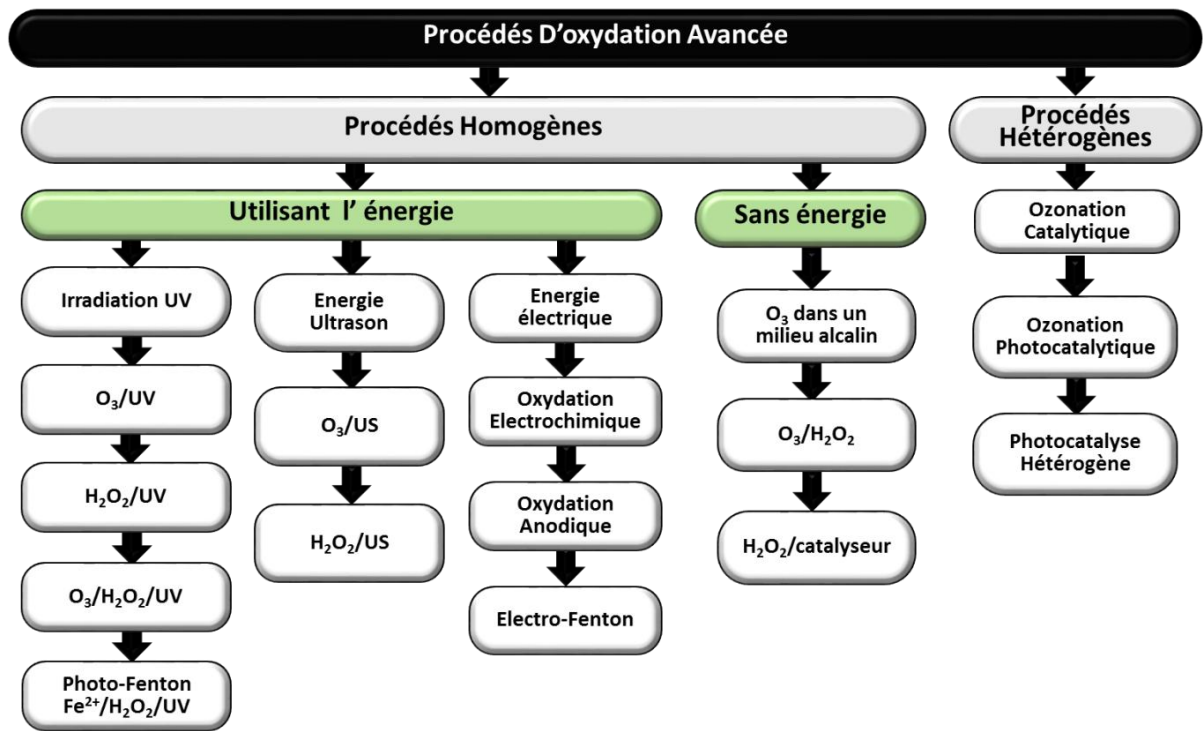 Procédés D'oxydation Avancée
Procédés Homogènes
Procédés
Hétérogènes
Utilisant l' énergie
Sans énergie
Irradiation UV
O₃/UV
H₂O₂/UV
O₃/H₂O₂/UV
Photo-Fenton
Fe²⁺/H₂O₂/UV
Energie
Ultrason
O₃/US
H₂O₂/US
Energie
électrique
Oxydation
Electrochimique
Oxydation
Anodique
Electro-Fenton
O₃ dans un
milieu alcalin
O₃/H₂O₂
H₂O₂/catalyseur
Ozonation
Catalytique
Ozonation
Photocatalytique
Photocatalyse
Hétérogène